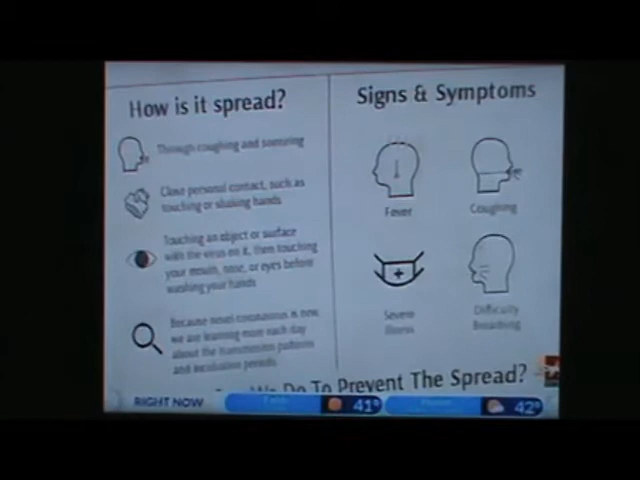 How is it spread?
Through coughing and sneezing
Close personal contact, such as
touching or shaking hands
Touching an object or surface
with the virus on it, then touching
your mouth, nose, or eyes before
washing your hands
Because novel coronavirus is new,
we are learning more each day
about the transmission patterns
and incubation periods
Signs & Symptoms
Fever
Coughing
Severe
Illness
Difficulty
Breathing
We Do To Prevent The Spread?
RIGHT NOW
41°
42°